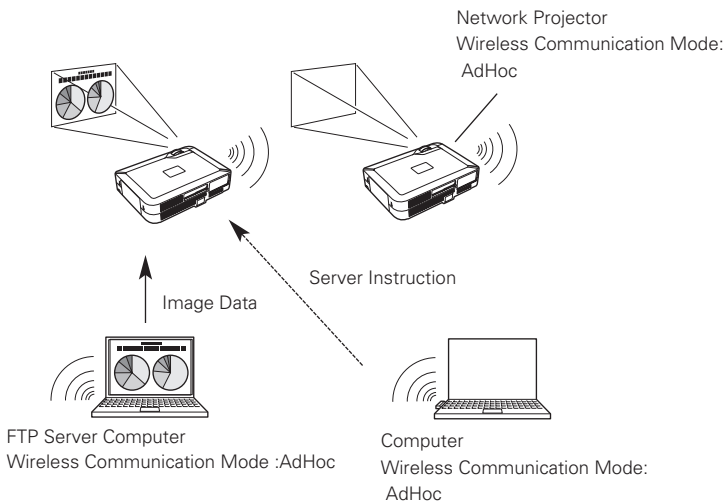 Network Projector
Wireless Communication Mode:
AdHoc
Server Instruction
Image Data
FTP Server Computer
Wireless Communication Mode :AdHoc
Computer
Wireless Communication Mode:
AdHoc